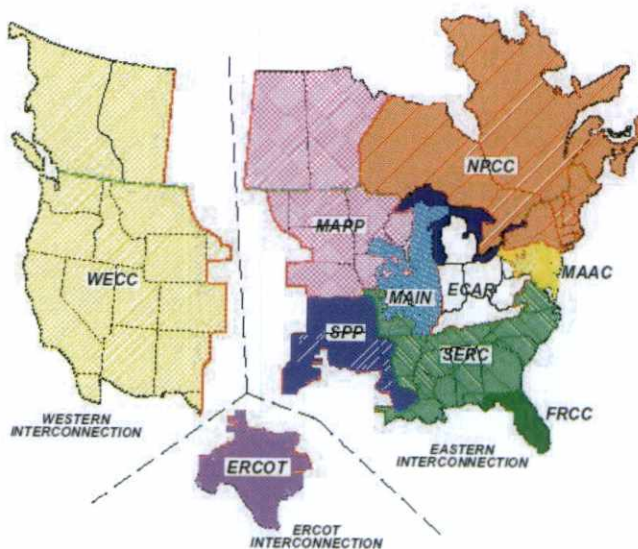 NPCC
MAPP
WECC
MAAC
MAIN
ECAR
SPP
SERC
FRCC
WESTERN
INTERCONNECTION
EASTERN
INTERCONNECTION
ERCOT
ERCOT
INTERCONNECTION